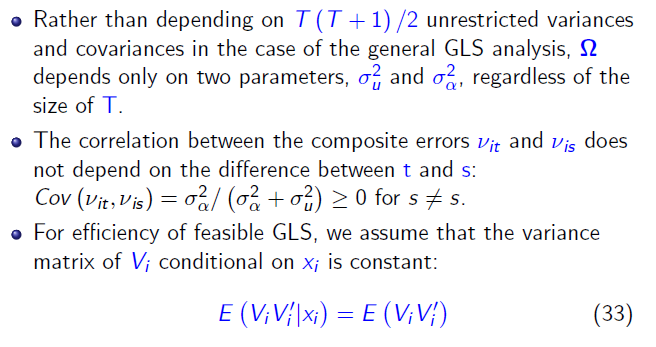 Rather than depending on T (T + 1) /2 unrestricted variances
and covariances in the case of the general GLS analysis, Ω
depends only on two parameters, σ²ᵤ and σ²_α, regardless of the
size of T.
The correlation between the composite errors ν_it and ν_is does
not depend on the difference between t and s:
Cov (ν_it, ν_is) = σ²_α / (σ²_α + σ²_u) ≥ 0 for s ≠ s.
For efficiency of feasible GLS, we assume that the variance
matrix of V_i conditional on x_i is constant:
E (V_i V_i′|x_i) = E (V_i V_i′) (33)